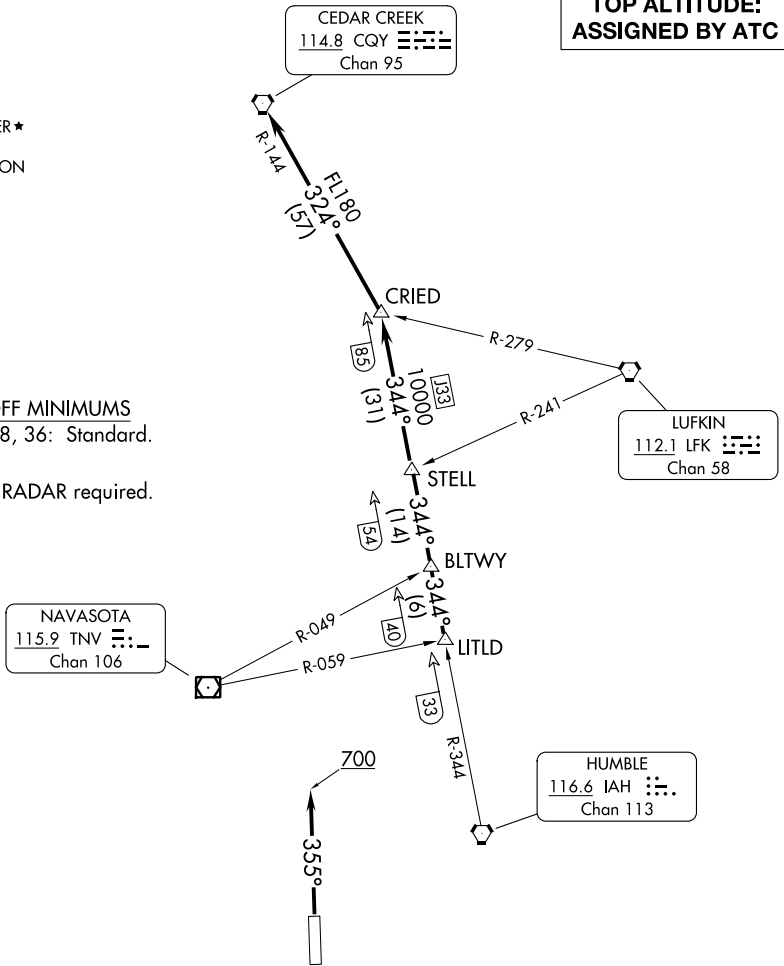 TOP ALTITUDE:
ASSIGNED BY ATC
CEDAR CREEK
114.8 CQY
Chan 95
ER★
ON
R-144
FL180
324°
(57)
CRIED
85
R-279
J33
10000
344°
(31)
R-241
LUFKIN
112.1 LFK
Chan 58
FF MINIMUMS
8, 36: Standard.
RADAR required.
STELL
54
344°
(14)
BLTWY
NAVASOTA
115.9 TNV
Chan 106
R-049
40
344°
(6)
R-059
LITLD
33
R-344
700
355°
HUMBLE
116.6 IAH
Chan 113